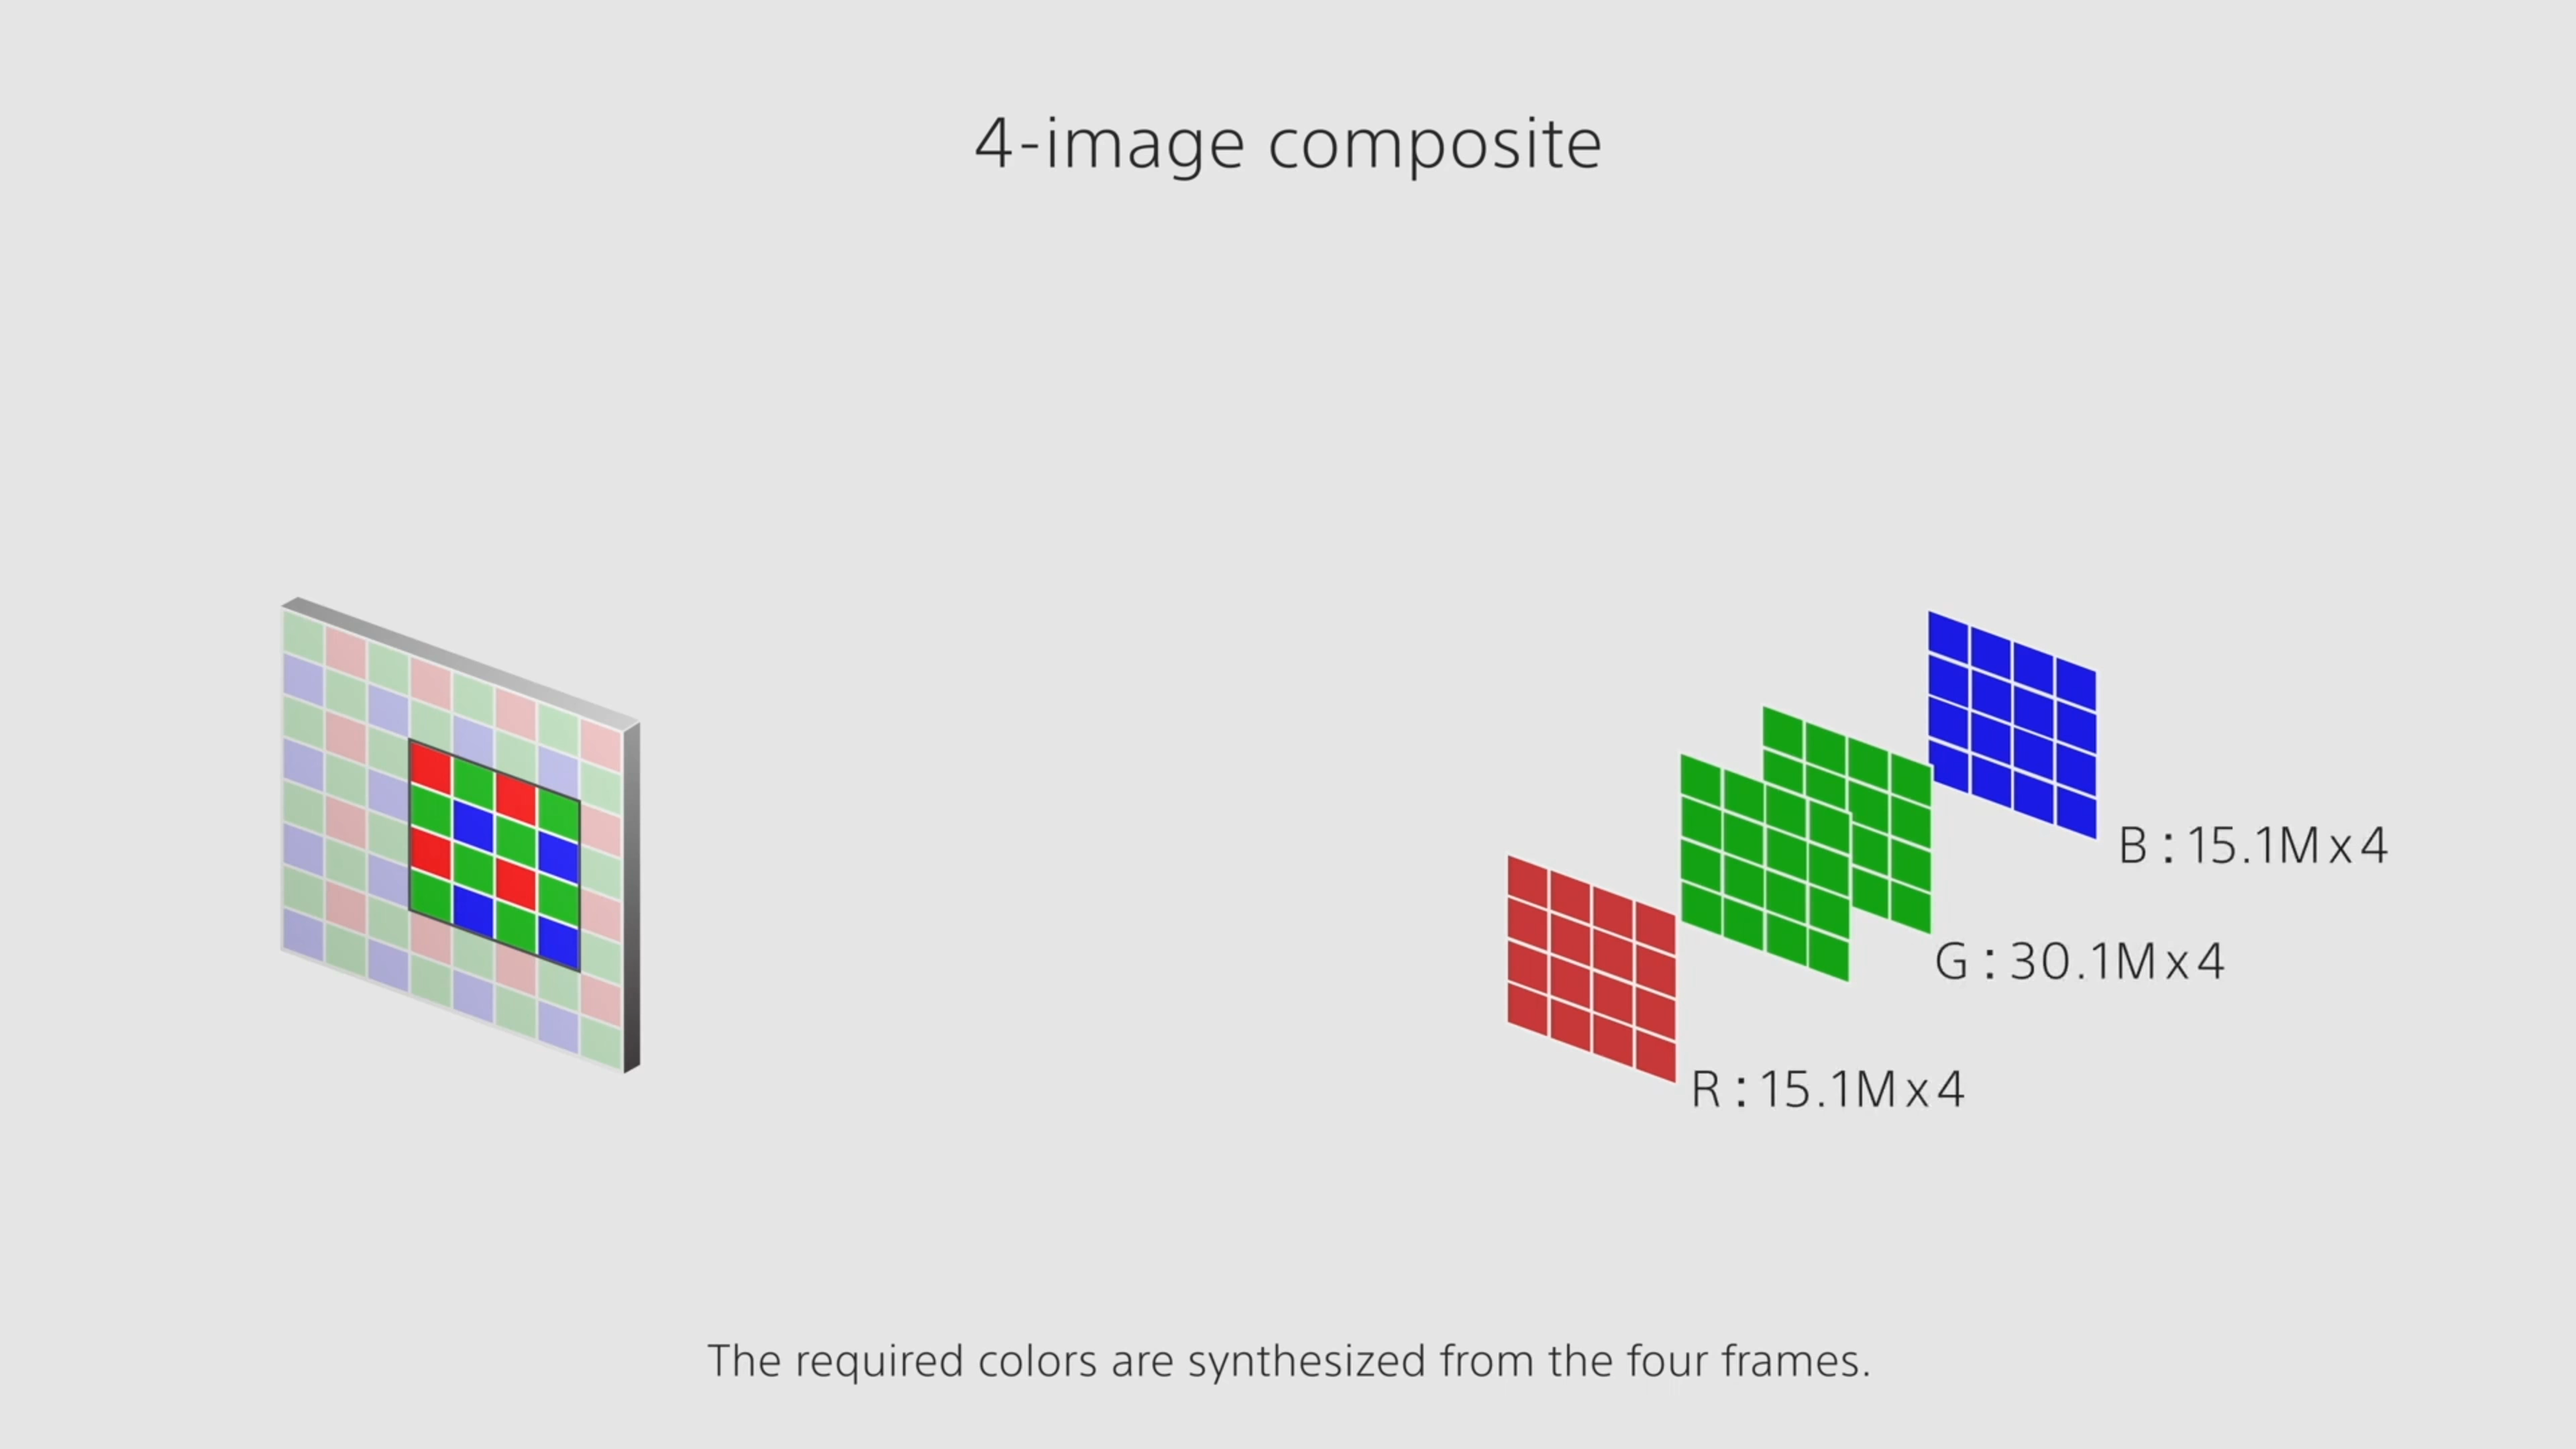 4-image composite
B : 15.1M x 4
G : 30.1M x 4
R : 15.1M x 4
The required colors are synthesized from the four frames.